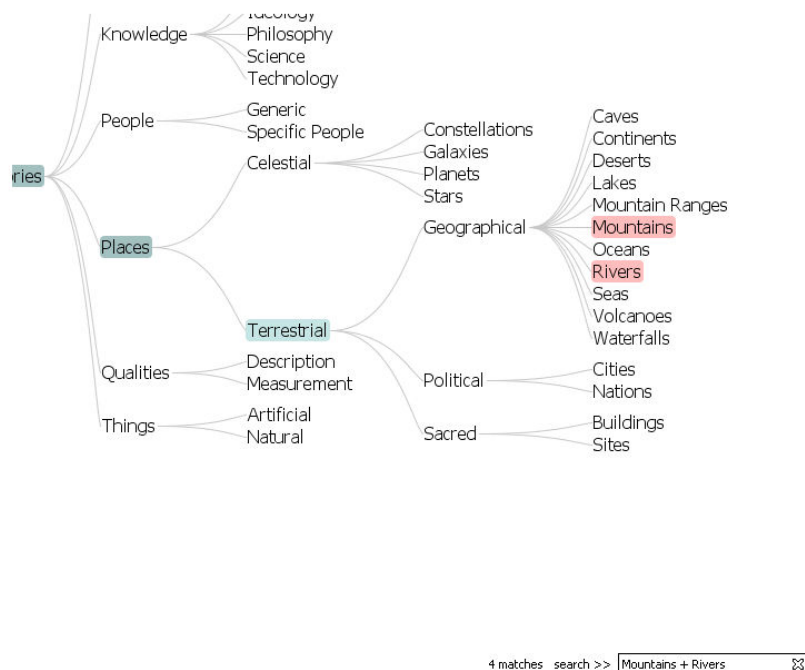 Ideology
Knowledge
Philosophy
Science
Technology
People
Generic
Specific People
ories
Places
Celestial
Constellations
Galaxies
Planets
Stars
Terrestrial
Geographical
Caves
Continents
Deserts
Lakes
Mountain Ranges
Mountains
Oceans
Rivers
Seas
Volcanoes
Waterfalls
Political
Cities
Nations
Sacred
Buildings
Sites
Qualities
Description
Measurement
Things
Artificial
Natural
4 matches search >> Mountains + Rivers